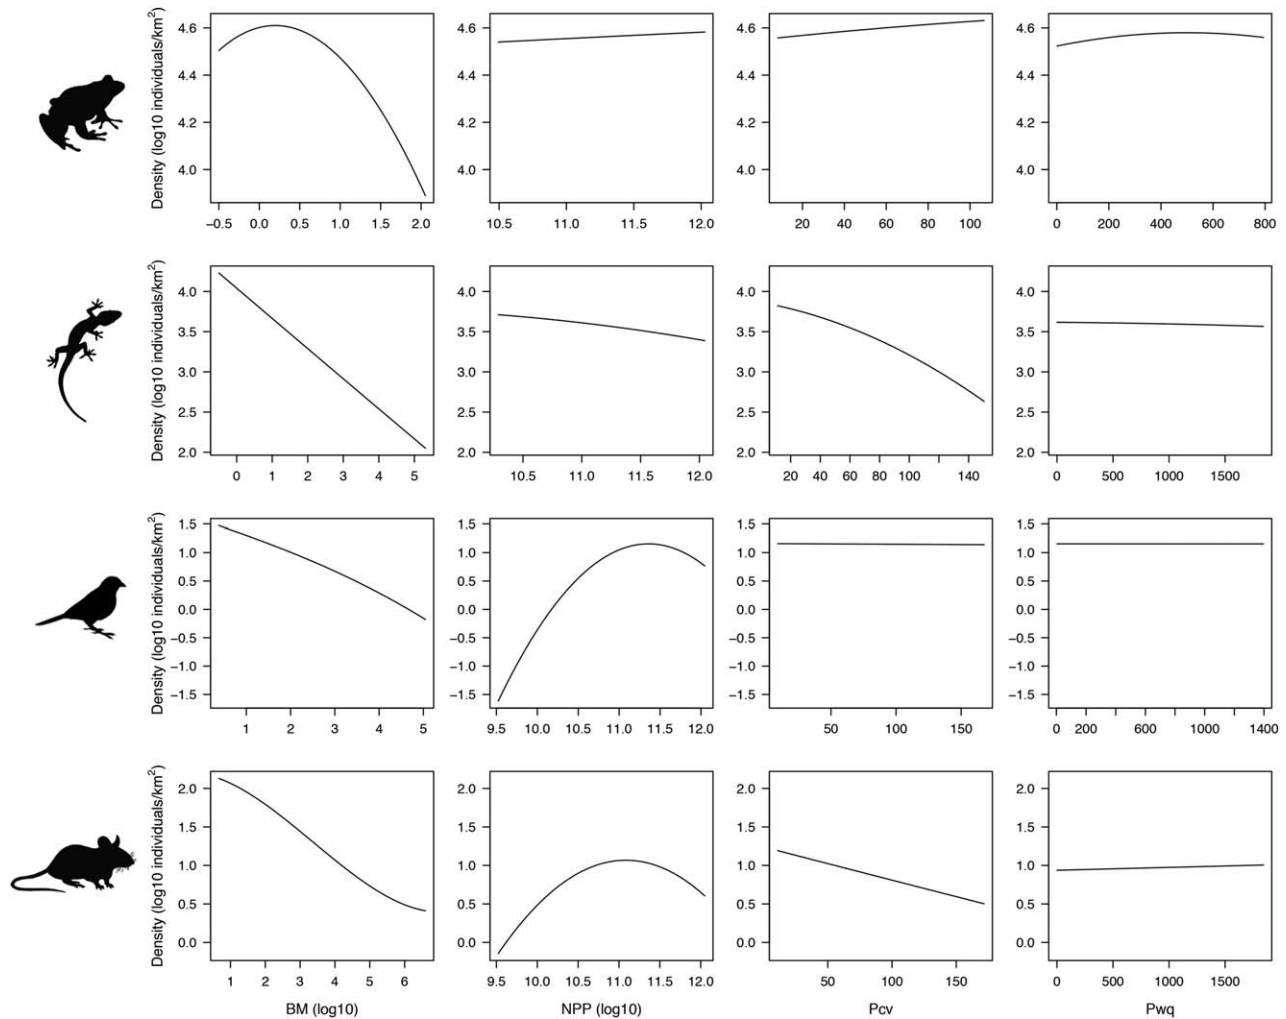 Density (log10 individuals/km²)
4.6 4.4 4.2 4.0
−0.5 0.0 0.5 1.0 1.5 2.0
4.6 4.4 4.2 4.0
10.5 11.0 11.5 12.0
4.6 4.4 4.2 4.0
20 40 60 80 100
4.6 4.4 4.2 4.0
0 200 400 600 800
Density (log10 individuals/km²)
4.0 3.5 3.0 2.5 2.0
0 1 2 3 4 5
4.0 3.5 3.0 2.5 2.0
10.5 11.0 11.5 12.0
4.0 3.5 3.0 2.5 2.0
20 40 60 80 100 140
4.0 3.5 3.0 2.5 2.0
0 500 1000 1500
Density (log10 individuals/km²)
1.5 1.0 0.5 0.0 −0.5 −1.0 −1.5
1 2 3 4 5
1.5 1.0 0.5 0.0 −0.5 −1.0 −1.5
9.5 10.0 10.5 11.0 11.5 12.0
1.5 1.0 0.5 0.0 −0.5 −1.0 −1.5
50 100 150
1.5 1.0 0.5 0.0 −0.5 −1.0 −1.5
0 200 600 1000 1400
Density (log10 individuals/km²)
2.0 1.5 1.0 0.5 0.0
1 2 3 4 5 6
BM (log10)
2.0 1.5 1.0 0.5 0.0
9.5 10.0 10.5 11.0 11.5 12.0
NPP (log10)
2.0 1.5 1.0 0.5 0.0
50 100 150
Pcv
2.0 1.5 1.0 0.5 0.0
0 500 1000 1500
Pwq